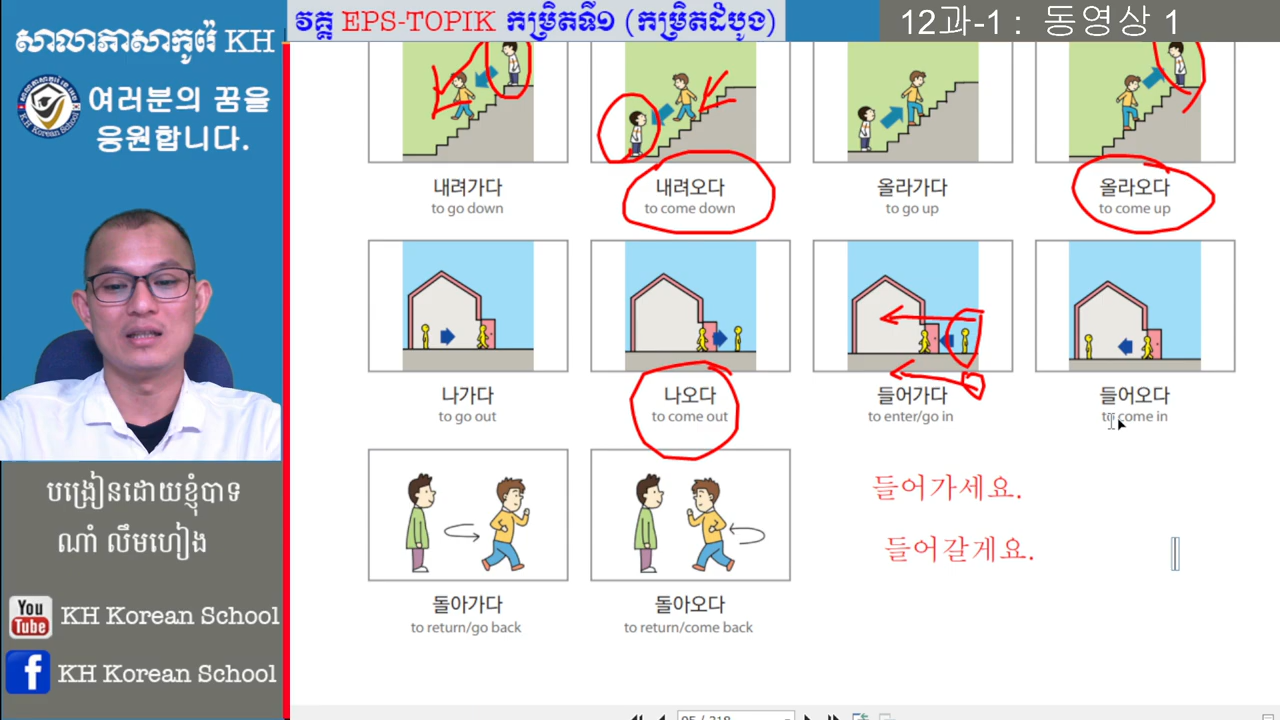 សាលាភាសាកូរ៉េ KH
វគ្គ EPS-TOPIK កម្រិតទី១ (កម្រិតដំបូង)
12과-1 : 동영상 1
여러분의 꿈을
응원합니다.
내려가다
to go down
내려오다
to come down
올라가다
to go up
올라오다
to come up
나가다
to go out
나오다
to come out
들어가다
to enter/go in
들어오다
to come in
돌아가다
to return/go back
돌아오다
to return/come back
들어가세요.
들어갈게요.
បង្រៀនដោយខ្ញុំបាទ
ណាំ លឹមហៀង
You Tube KH Korean School
f KH Korean School